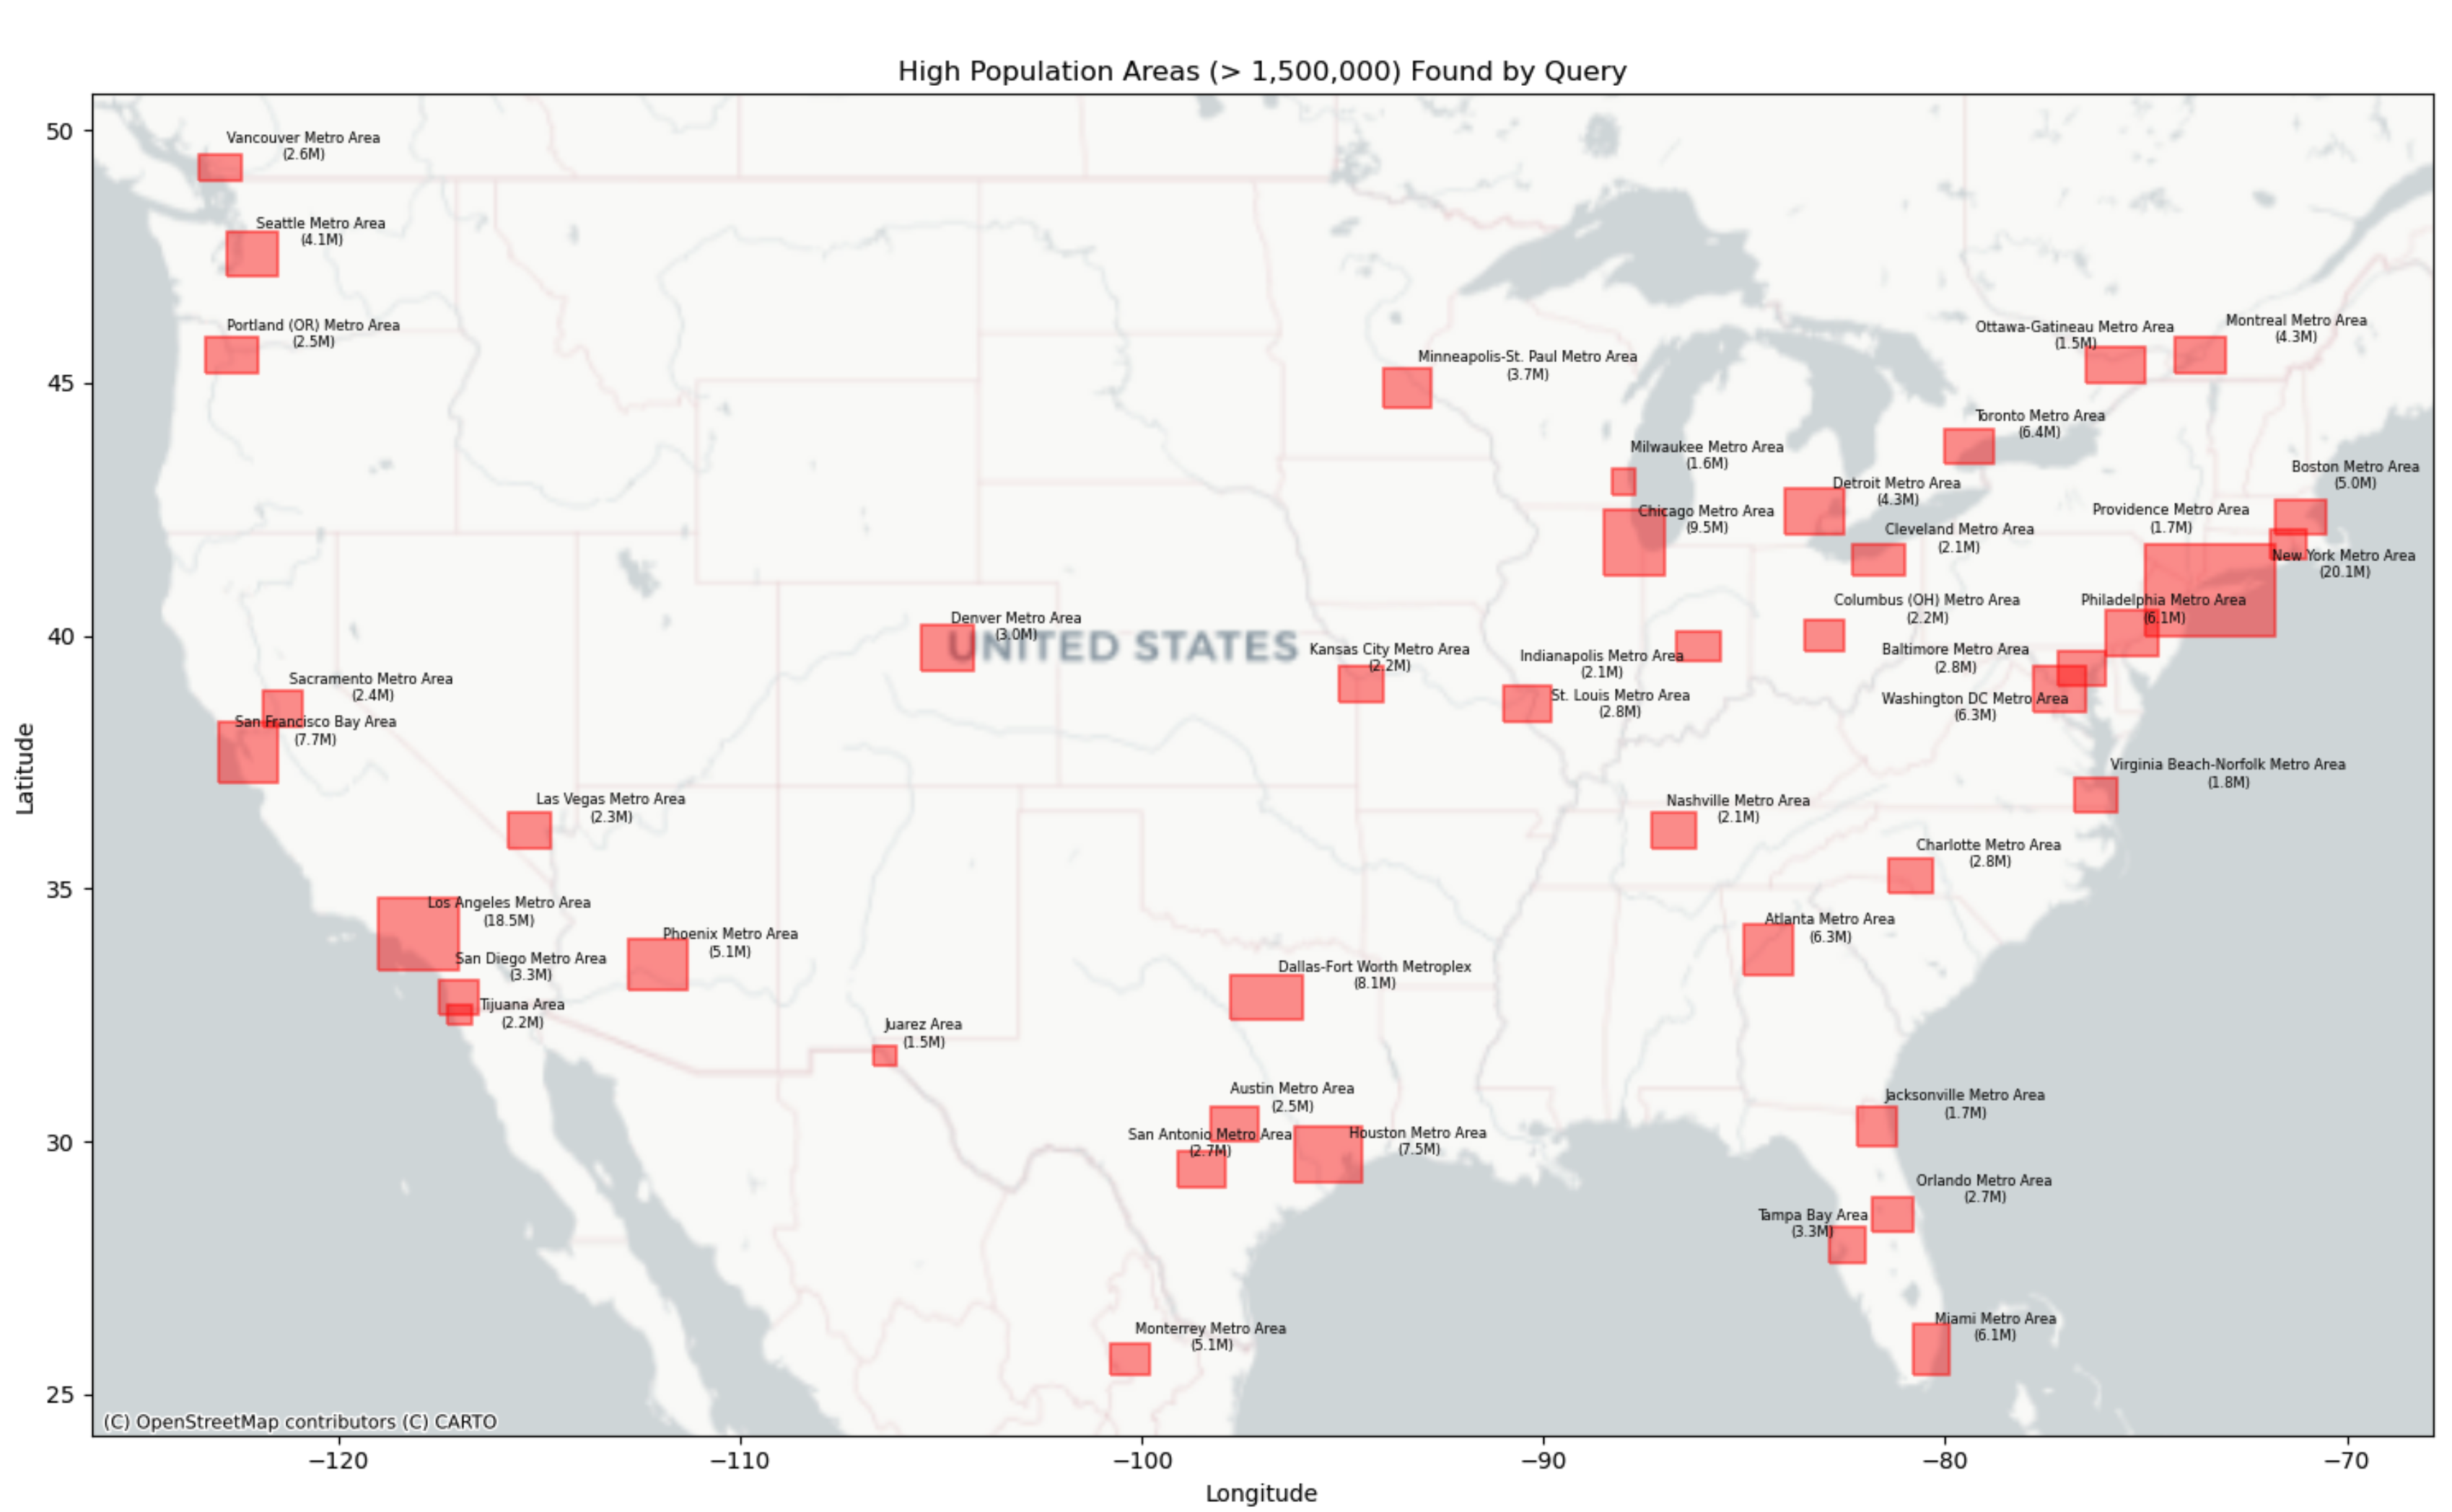 High Population Areas (> 1,500,000) Found by Query
50
45
40
35
30
25
Latitude
Vancouver Metro Area
(2.6M)
Seattle Metro Area
(4.1M)
Portland (OR) Metro Area
(2.5M)
Ottawa-Gatineau Metro Area
(1.5M)
Montreal Metro Area
(4.3M)
Minneapolis-St. Paul Metro Area
(3.7M)
Toronto Metro Area
(6.4M)
Milwaukee Metro Area
(1.6M)
Boston Metro Area
(5.0M)
Detroit Metro Area
(4.3M)
Chicago Metro Area
(9.5M)
Providence Metro Area
(1.7M)
Cleveland Metro Area
(2.1M)
New York Metro Area
(20.1M)
Columbus (OH) Metro Area
(2.2M)
Philadelphia Metro Area
(6.1M)
Denver Metro Area
(3.0M)
UNITED STATES
Kansas City Metro Area
(2.2M)
Indianapolis Metro Area
(2.1M)
Baltimore Metro Area
(2.8M)
Sacramento Metro Area
(2.4M)
St. Louis Metro Area
(2.8M)
Washington DC Metro Area
(6.3M)
San Francisco Bay Area
(7.7M)
Virginia Beach-Norfolk Metro Area
(1.8M)
Las Vegas Metro Area
(2.3M)
Nashville Metro Area
(2.1M)
Charlotte Metro Area
(2.8M)
Los Angeles Metro Area
(18.5M)
Atlanta Metro Area
(6.3M)
Phoenix Metro Area
(5.1M)
San Diego Metro Area
(3.3M)
Dallas-Fort Worth Metroplex
(8.1M)
Tijuana Area
(2.2M)
Juarez Area
(1.5M)
Austin Metro Area
(2.5M)
Jacksonville Metro Area
(1.7M)
San Antonio Metro Area
(2.7M)
Houston Metro Area
(7.5M)
Orlando Metro Area
(2.7M)
Tampa Bay Area
(3.3M)
Miami Metro Area
(6.1M)
Monterrey Metro Area
(5.1M)
(C) OpenStreetMap contributors (C) CARTO
−120
−110
−100
−90
−80
−70
Longitude